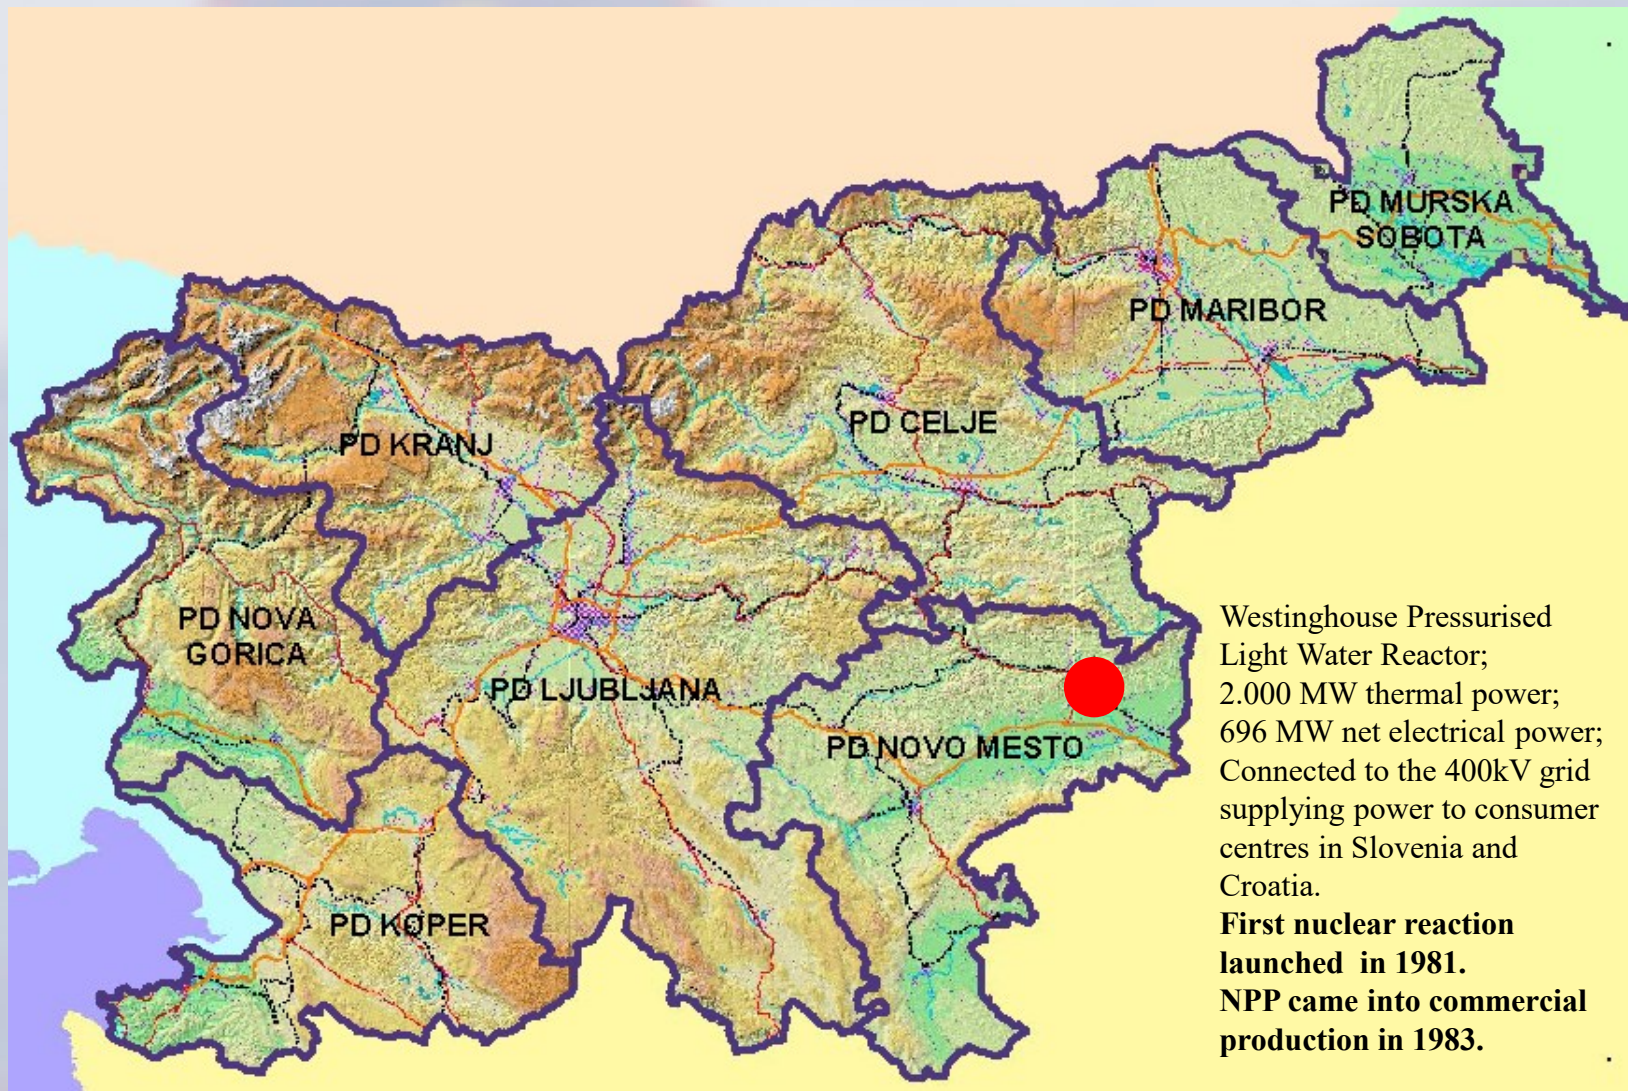 PD MURSKA
SOBOTA
PD MARIBOR
PD CELJE
PD KRANJ
PD NOVA
GORICA
PD LJUBLJANA
PD NOVO MESTO
PD KOPER
Westinghouse Pressurised
Light Water Reactor;
2.000 MW thermal power;
696 MW net electrical power;
Connected to the 400kV grid
supplying power to consumer
centres in Slovenia and
Croatia.
First nuclear reaction
launched in 1981.
NPP came into commercial
production in 1983.